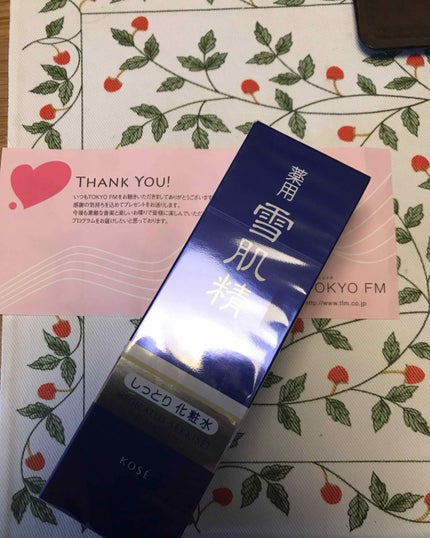 THANK YOU!
いつもTOKYO FMをお聴きいただきましてありがとうございます
感謝の気持ちを込めてプレゼントをお送りします。
今後も素敵な音楽と楽しいお喋りで皆様に楽しんでいただ
プログラムをお届けしたいと思っております。
TOKYO FM
http://www.tfm.co.jp
薬用
雪肌精
しっとり 化粧水
MEDICATED SEKKISEI
KOSÉ